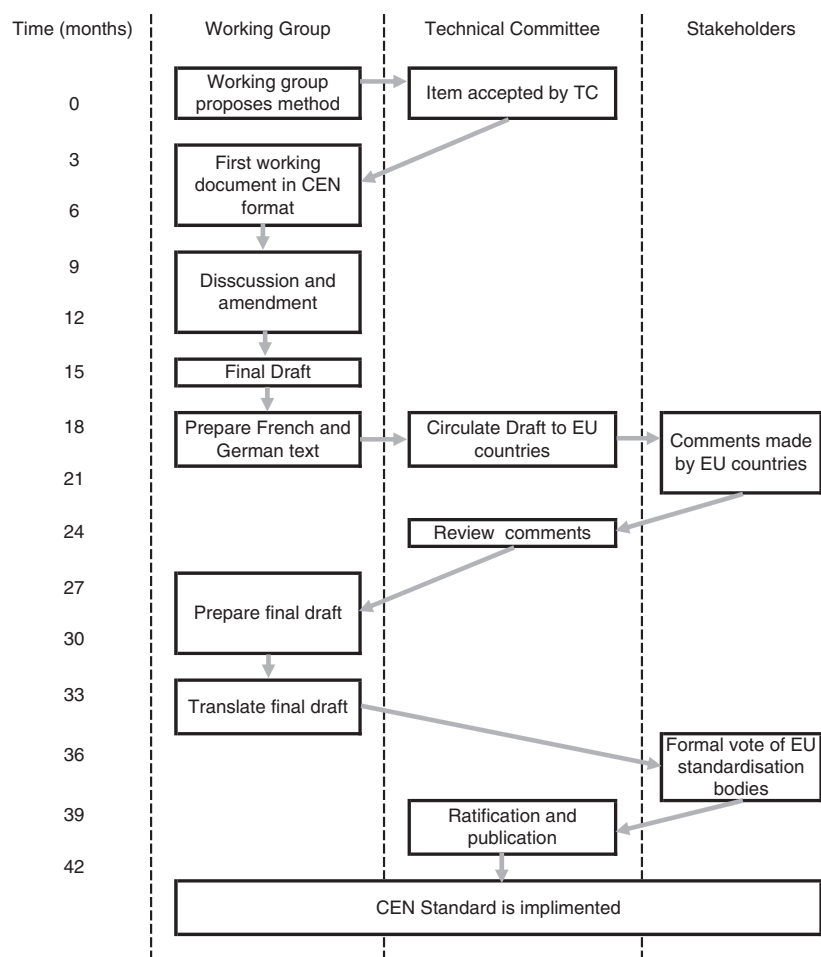 Time (months)
Working Group
Technical Committee
Stakeholders
Working group
proposes method
Item accepted by TC
0
3
First working
document in CEN
format
6
9
Disscussion and
amendment
12
15
Final Draft
18
Prepare French and
German text
Circulate Draft to EU
countries
Comments made
by EU countries
21
24
Review comments
27
Prepare final draft
30
33
Translate final draft
36
Formal vote of EU
standardisation
bodies
39
Ratification and
publication
42
CEN Standard is implimented